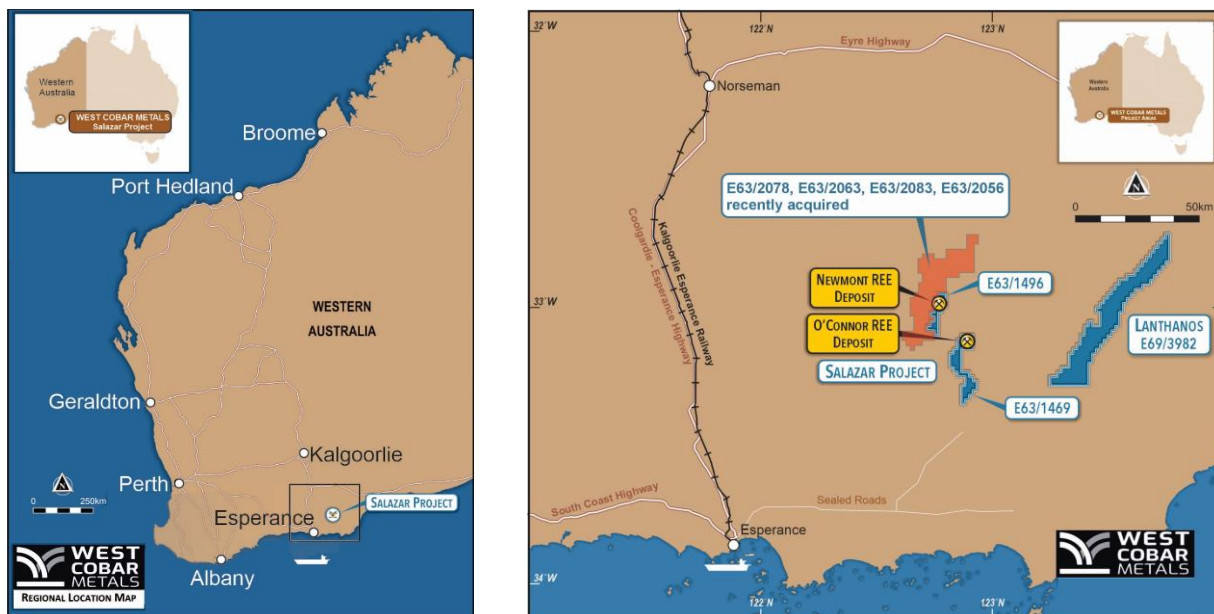 Western
Australia
WEST COBAR METALS
Salazar Project
Broome
Port Hedland
WESTERN
AUSTRALIA
Geraldton
Kalgoorlie
Perth
SALAZAR PROJECT
Esperance
Albany
0 250km
WEST
COBAR
METALS
REGIONAL LOCATION MAP
32°W
122°E
123°E
Eyre Highway
Norseman
Western
Australia
WEST COBAR METALS
PROJECT AREAS
N
0 50km
E63/2078, E63/2063, E63/2083, E63/2056
recently acquired
Coolgardie - Esperance Highway
Kalgoorlie Esperance Railway
NEWMONT REE
DEPOSIT
E63/1496
33°W
O'CONNOR REE
DEPOSIT
LANTHANOS
E69/3982
SALAZAR PROJECT
E63/1469
South Coast Highway
Sealed Roads
Esperance
WEST
COBAR
METALS
34°W
122°E
123°E